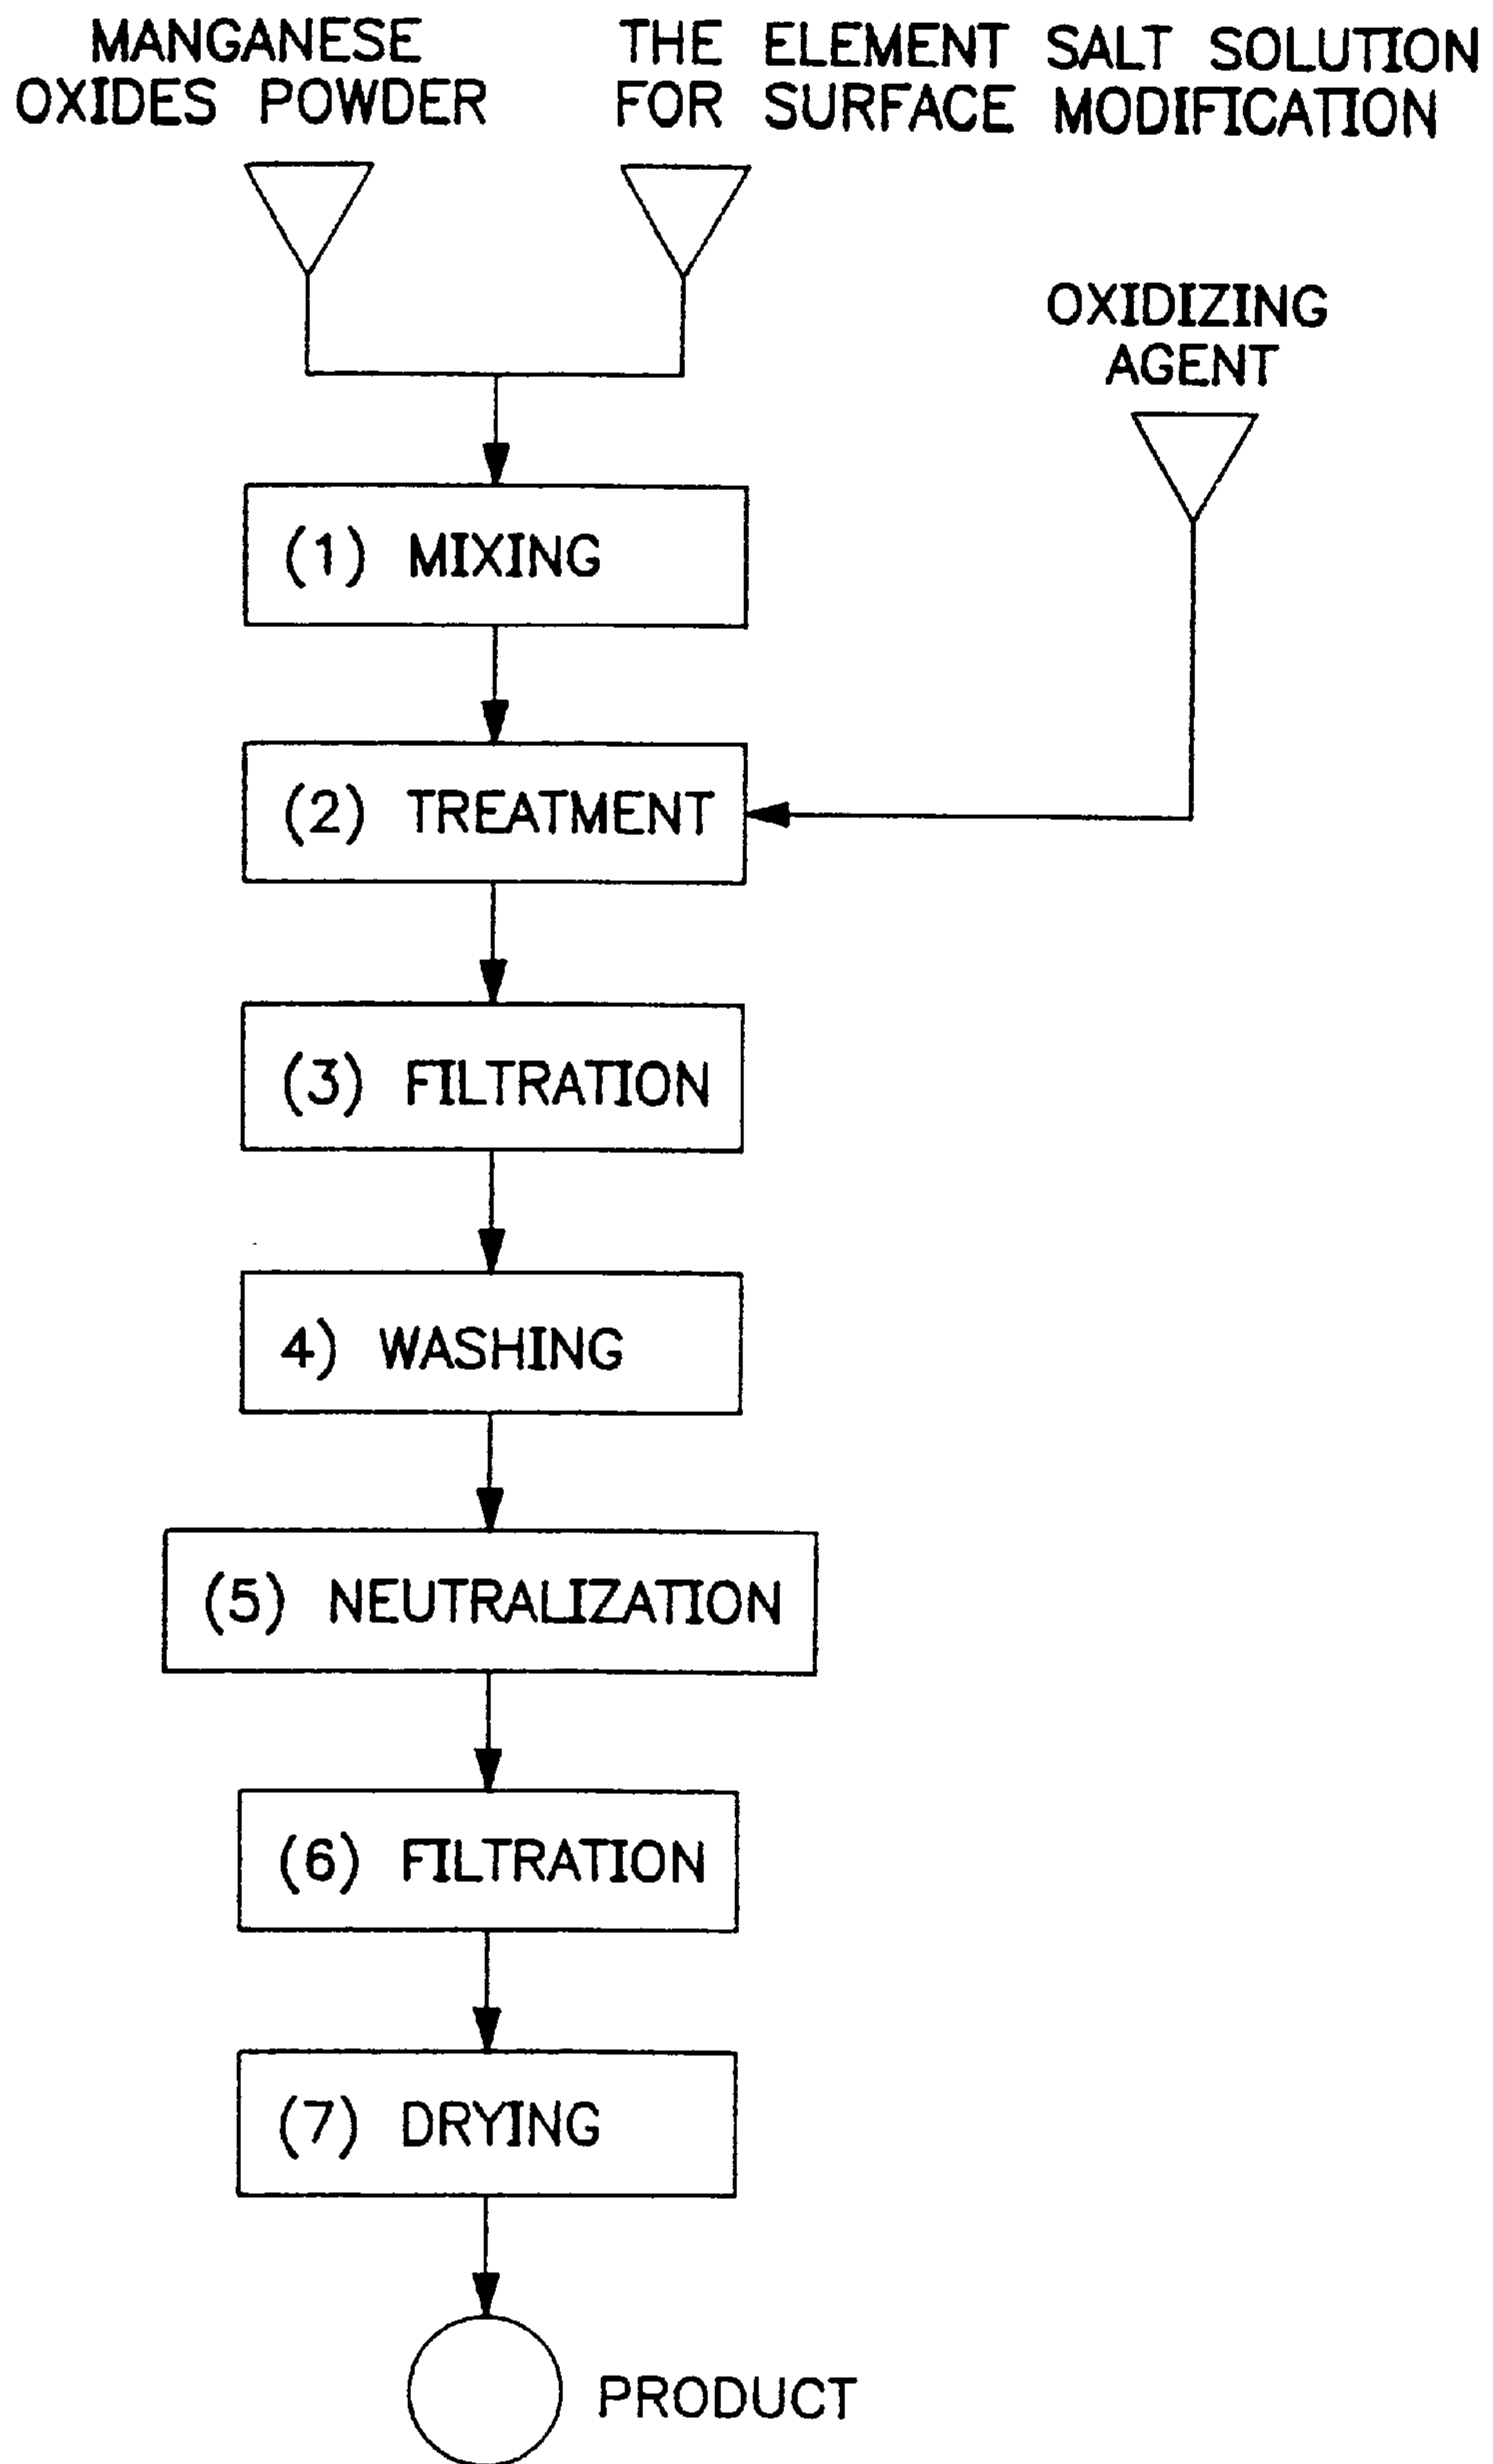 MANGANESE
OXIDES POWDER
THE ELEMENT SALT SOLUTION
FOR SURFACE MODIFICATION
OXIDIZING
AGENT
(1) MIXING
(2) TREATMENT
(3) FILTRATION
4) WASHING
(5) NEUTRALIZATION
(6) FILTRATION
(7) DRYING
PRODUCT